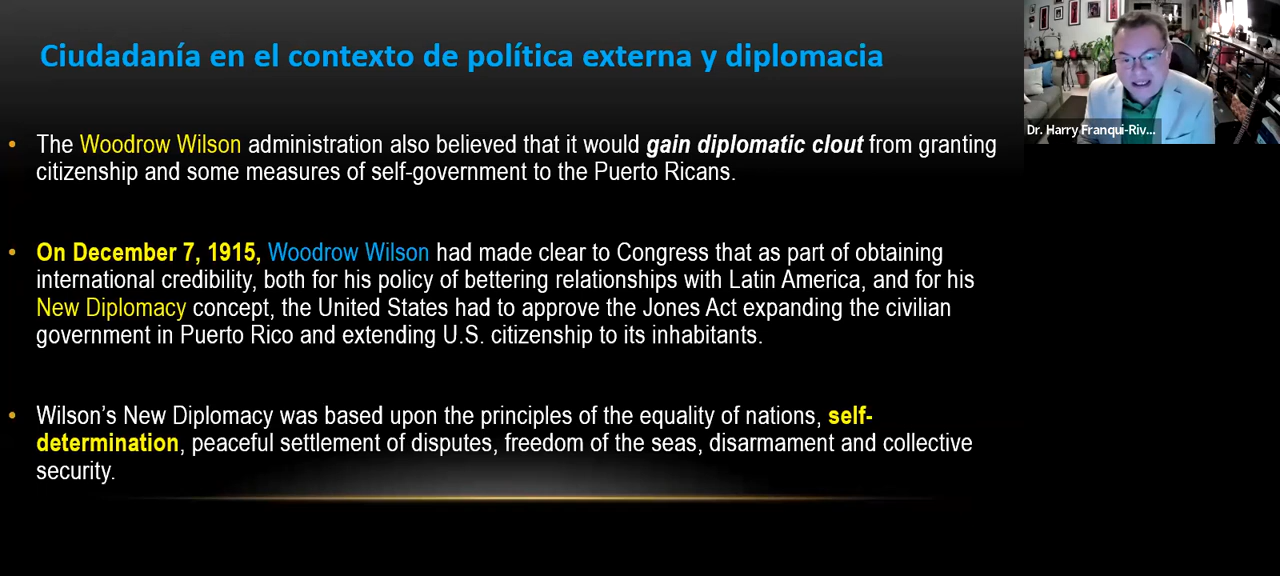 Ciudadanía en el contexto de política externa y diplomacia
Dr. Harry Franqui-Riv...
• The Woodrow Wilson administration also believed that it would gain diplomatic clout from granting
citizenship and some measures of self-government to the Puerto Ricans.
• On December 7, 1915, Woodrow Wilson had made clear to Congress that as part of obtaining
international credibility, both for his policy of bettering relationships with Latin America, and for his
New Diplomacy concept, the United States had to approve the Jones Act expanding the civilian
government in Puerto Rico and extending U.S. citizenship to its inhabitants.
• Wilson’s New Diplomacy was based upon the principles of the equality of nations, self-
determination, peaceful settlement of disputes, freedom of the seas, disarmament and collective
security.